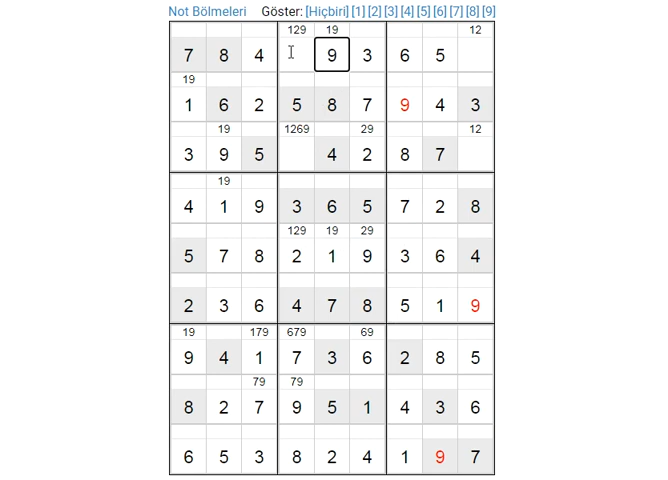 Not Bölmeleri Göster: [Hiçbiri] [1] [2] [3] [4] [5] [6] [7] [8] [9]
129 19 12
7 8 4 9 3 6 5
19
1 6 2 5 8 7 9 4 3
19 1269 29 12
3 9 5 4 2 8 7
19
4 1 9 3 6 5 7 2 8
129 19 29
5 7 8 2 1 9 3 6 4
2 3 6 4 7 8 5 1 9
19 179 679 69
9 4 1 7 3 6 2 8 5
79 79
8 2 7 9 5 1 4 3 6
6 5 3 8 2 4 1 9 7